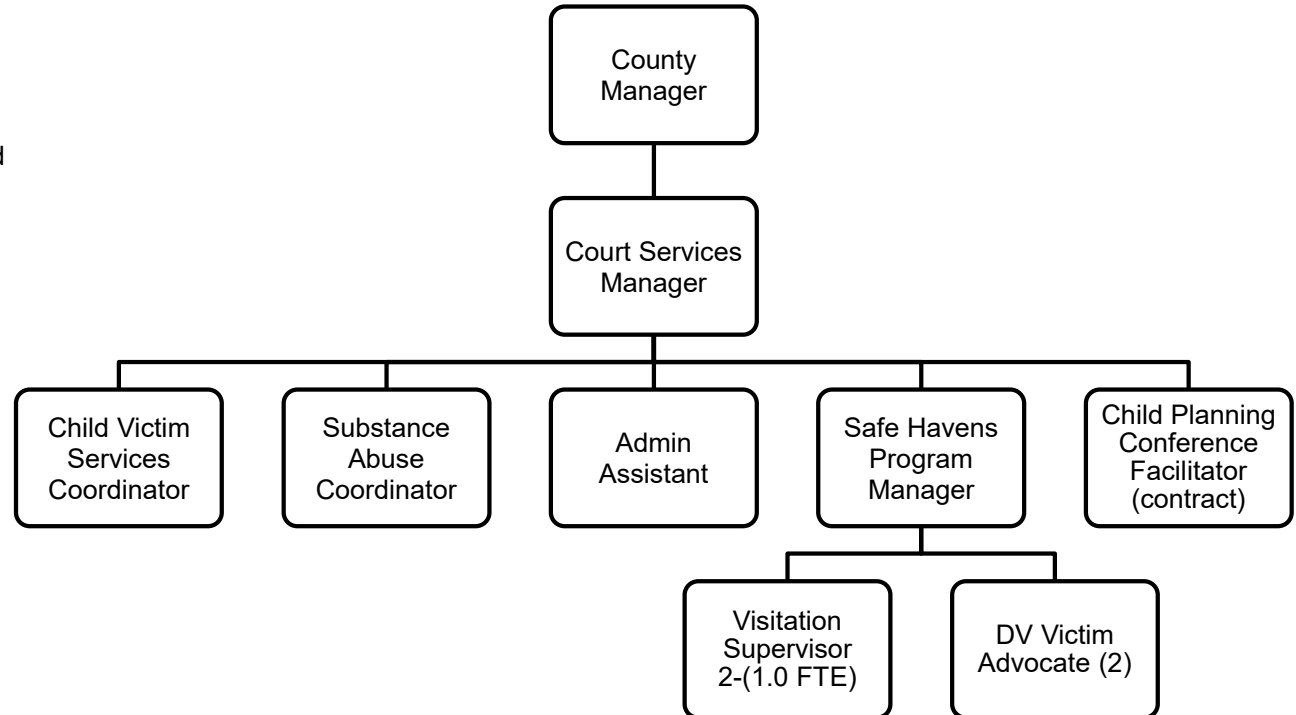 County
Manager
Court Services
Manager
Child Victim
Services
Coordinator
Substance
Abuse
Coordinator
Admin
Assistant
Safe Havens
Program
Manager
Child Planning
Conference
Facilitator
(contract)
Visitation
Supervisor
2-(1.0 FTE)
DV Victim
Advocate (2)